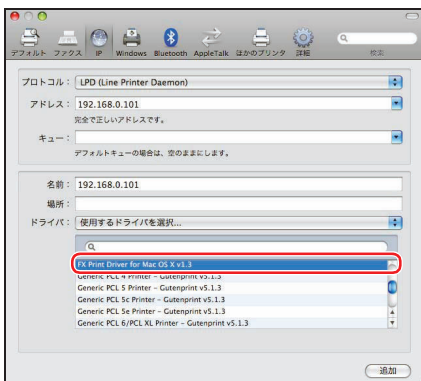 デフォルト ファクス IP Windows Bluetooth AppleTalk ほかのプリンタ 詳細 検索
プロトコル： LPD (Line Printer Daemon)
アドレス： 192.168.0.101
完全で正しいアドレスです。
キュー：
デフォルトキューの場合は、空のままにします。
名前： 192.168.0.101
場所：
ドライバ： 使用するドライバを選択...
FX Print Driver for Mac OS X v1.3
Generic PCL 4 Printer – Gutenprint v5.1.3
Generic PCL 5 Printer – Gutenprint v5.1.3
Generic PCL 5c Printer – Gutenprint v5.1.3
Generic PCL 5e Printer – Gutenprint v5.1.3
Generic PCL 6/PCL XL Printer – Gutenprint v5.1.3
追加